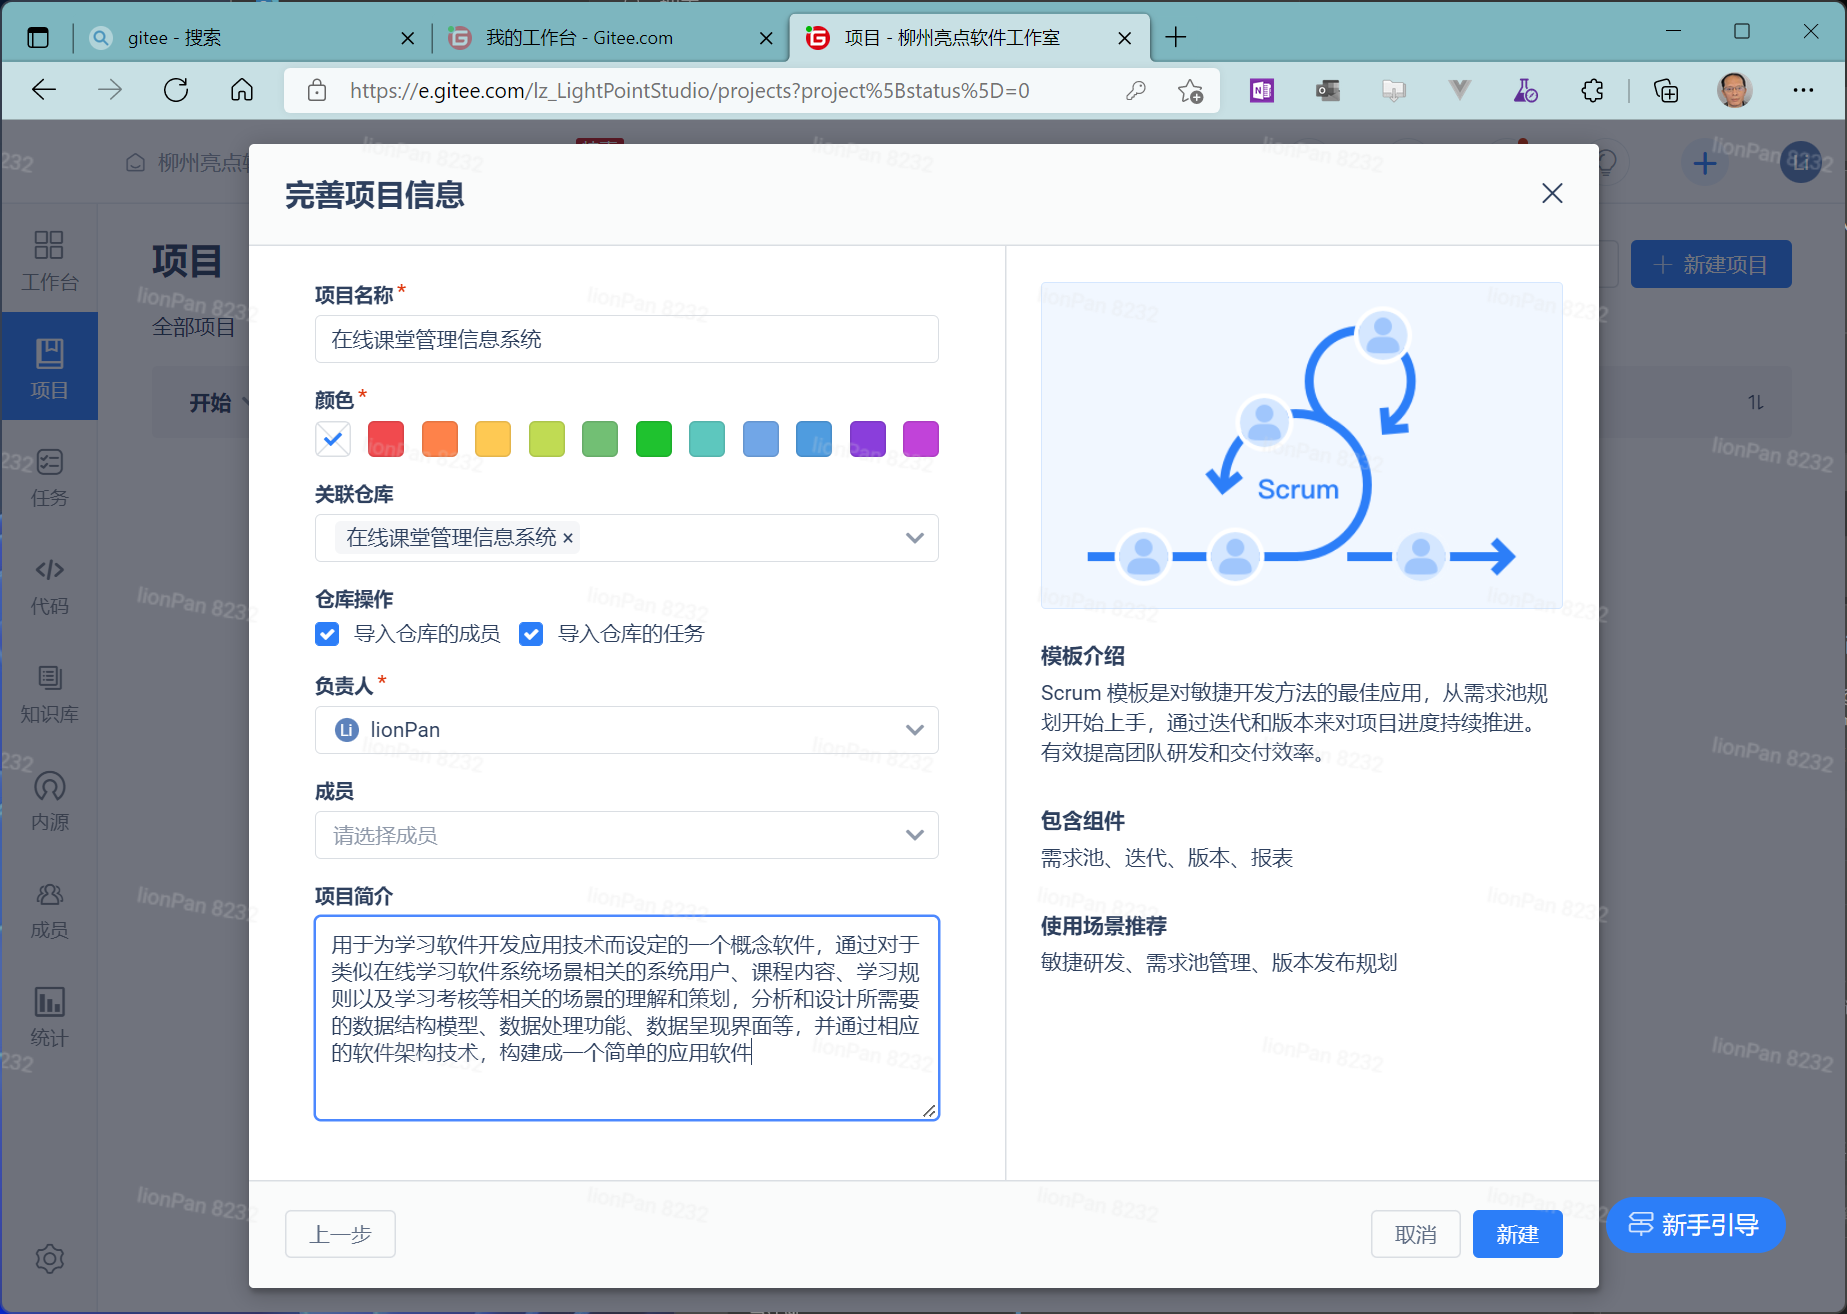 gitee - 搜索
我的工作台 - Gitee.com
项目 - 柳州亮点软件工作室
https://e.gitee.com/lz_LightPointStudio/projects?project%5Bstatus%5D=0
柳州亮点
Li
完善项目信息
工作台
项目
任务
代码
知识库
内源
成员
统计
项目
全部项目
开始
新建项目
项目名称*
在线课堂管理信息系统
颜色*
关联仓库
在线课堂管理信息系统 ×
仓库操作
导入仓库的成员 导入仓库的任务
负责人*
Li lionPan
成员
请选择成员
项目简介
用于为学习软件开发应用技术而设定的一个概念软件，通过对于
类似在线学习软件系统场景相关的系统用户、课程内容、学习规
则以及学习考核等相关的场景的理解和策划，分析和设计所需要
的数据结构模型、数据处理功能、数据呈现界面等，并通过相应
的软件架构技术，构建成一个简单的应用软件
Scrum
模板介绍
Scrum 模板是对敏捷开发方法的最佳应用，从需求池规
划开始上手，通过迭代和版本来对项目进度持续推进。
有效提高团队研发和交付效率。
包含组件
需求池、迭代、版本、报表
使用场景推荐
敏捷研发、需求池管理、版本发布规划
上一步
取消
新建
新手引导
lionPan 8232